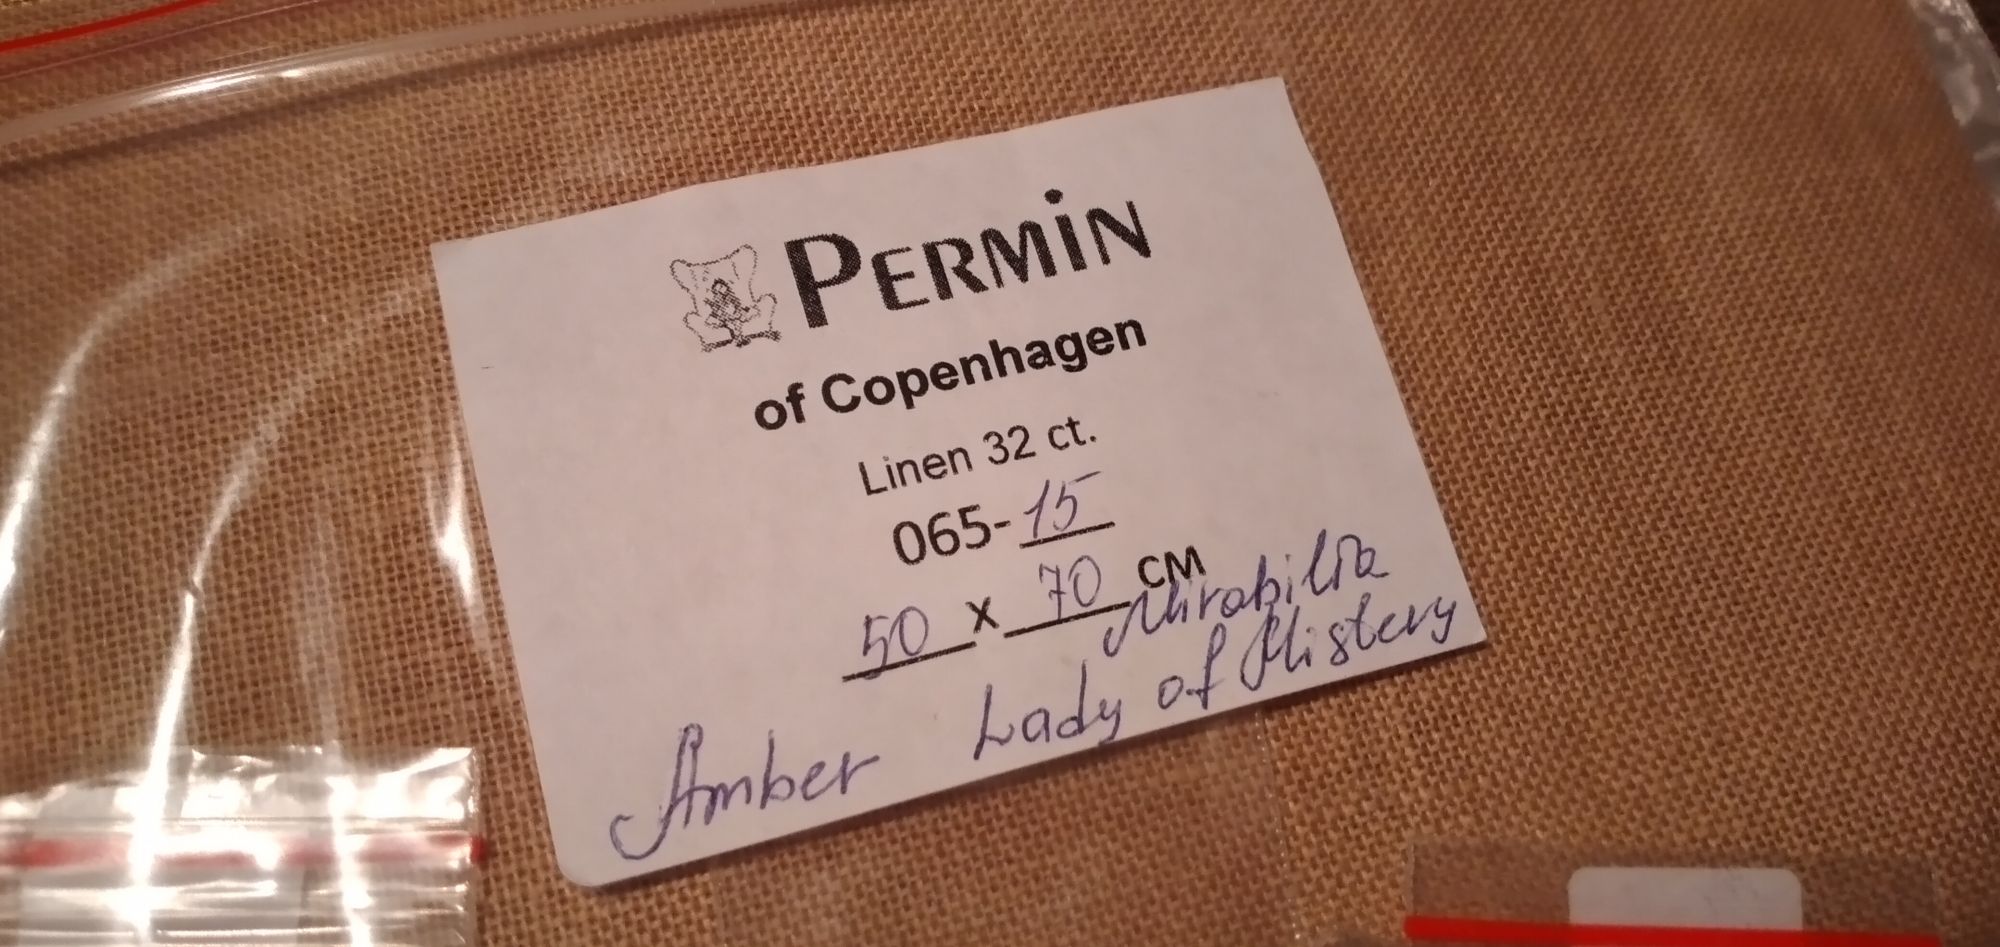 PERMIN
of Copenhagen
Linen 32 ct.
065-15
50 x 70 CM
Mirabilia
Amber Lady of Mistery